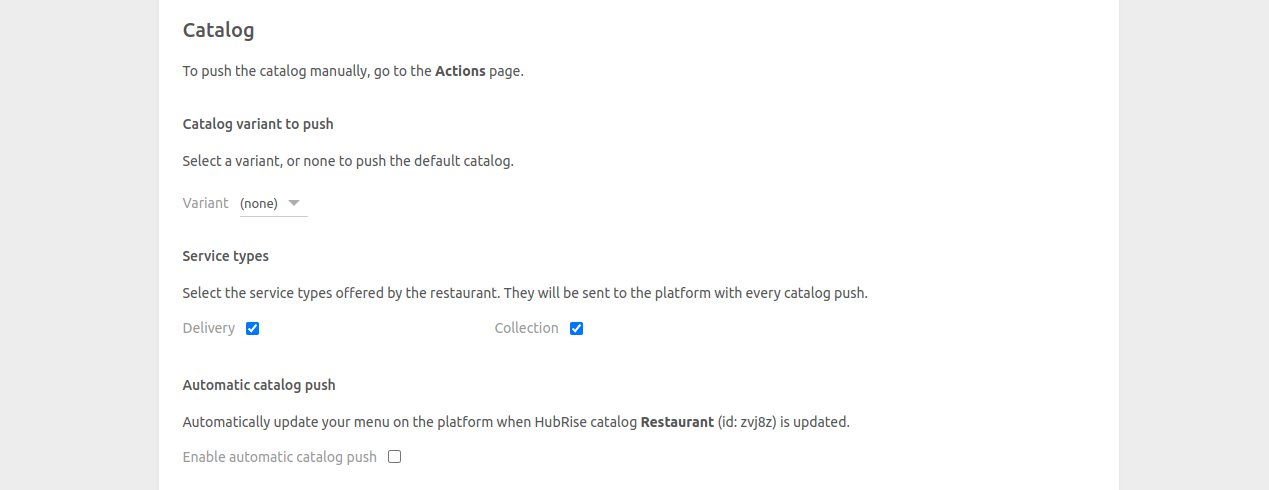 Catalog
To push the catalog manually, go to the Actions page.
Catalog variant to push
Select a variant, or none to push the default catalog.
Variant (none)
Service types
Select the service types offered by the restaurant. They will be sent to the platform with every catalog push.
Delivery Collection
Automatic catalog push
Automatically update your menu on the platform when HubRise catalog Restaurant (id: zvj8z) is updated.
Enable automatic catalog push